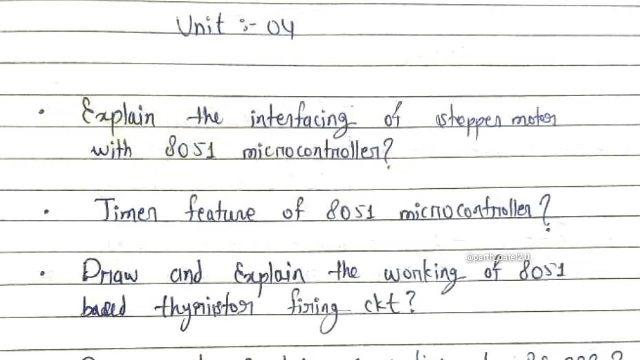 Unit :- 04
• Explain the interfacing of stepper motor
with 8051 microcontroller?
• Timer feature of 8051 microcontroller?
• Draw and Explain the working of 8051
based thyristor firing ckt?